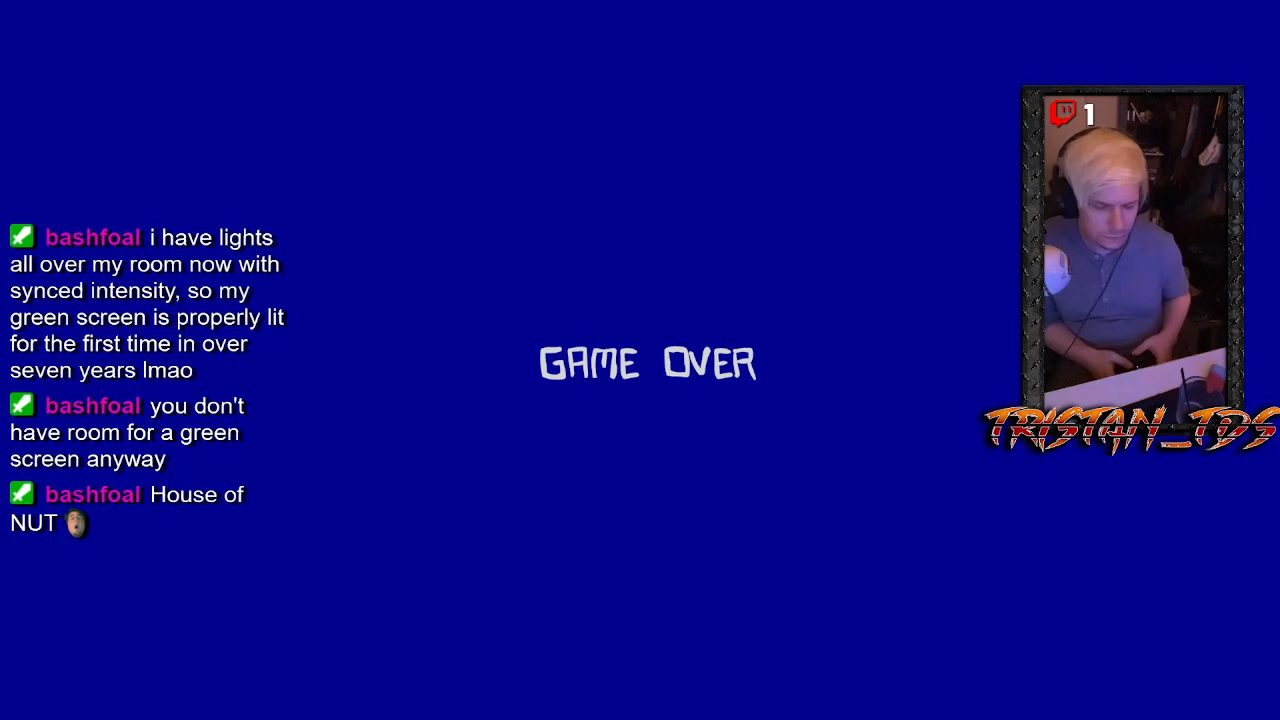 bashfoal i have lights
all over my room now with
synced intensity, so my
green screen is properly lit
for the first time in over
seven years lmao
bashfoal you don't
have room for a green
screen anyway
bashfoal House of
NUT
GAME OVER
1
TRISTAN_TDS